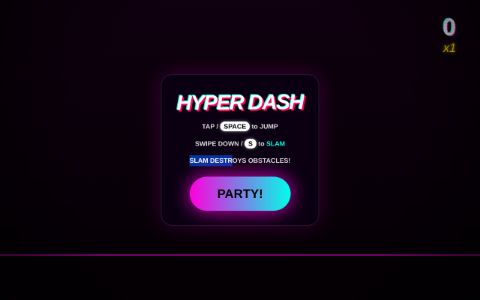 0
x1
HYPER DASH
TAP / SPACE to JUMP
SWIPE DOWN / S to SLAM
SLAM DESTROYS OBSTACLES!
PARTY!